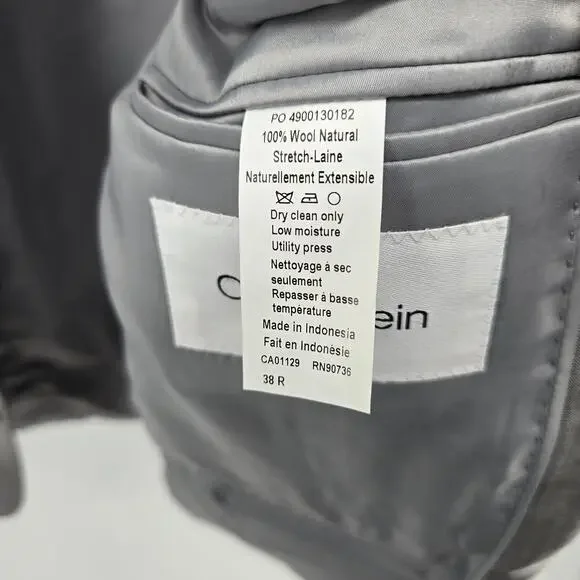 PO 4900130182
100% Wool Natural
Stretch-Laine
Naturellement Extensible
Dry clean only
Low moisture
Utility press
Nettoyage à sec
seulement
Repasser à basse
température
Made in Indonesia
Fait en Indonésie
CA01129 RN90736
38 R
C
ein